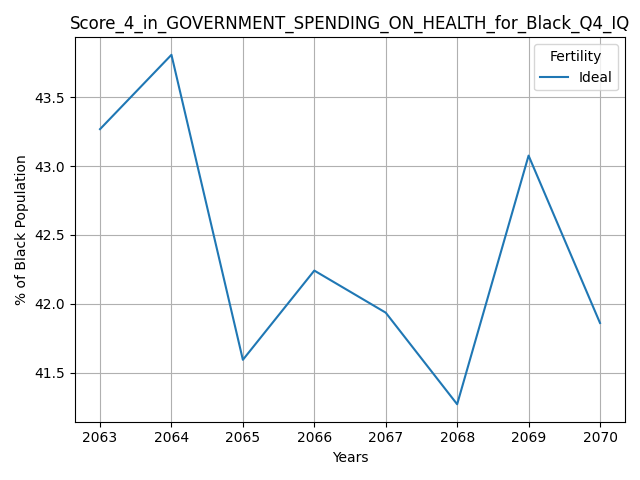 Score_4_in_GOVERNMENT_SPENDING_ON_HEALTH_for_Black_Q4_IQ
Fertility
Ideal
% of Black Population
43.5
43.0
42.5
42.0
41.5
2063 2064 2065 2066 2067 2068 2069 2070
Years